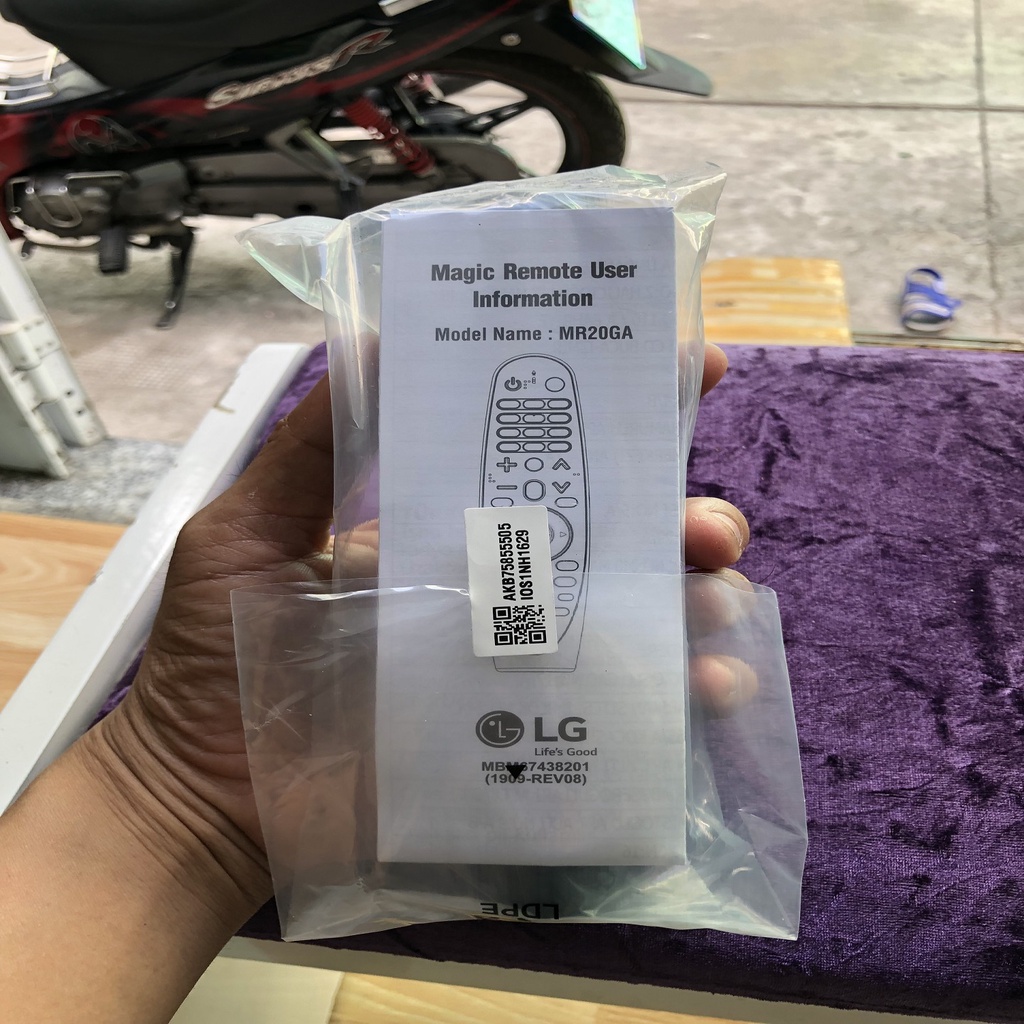 Magic Remote User
Information
Model Name : MR20GA
AKB75855505
IOS1NH1629
LG
Life's Good
(1909-REV08)
LDPE